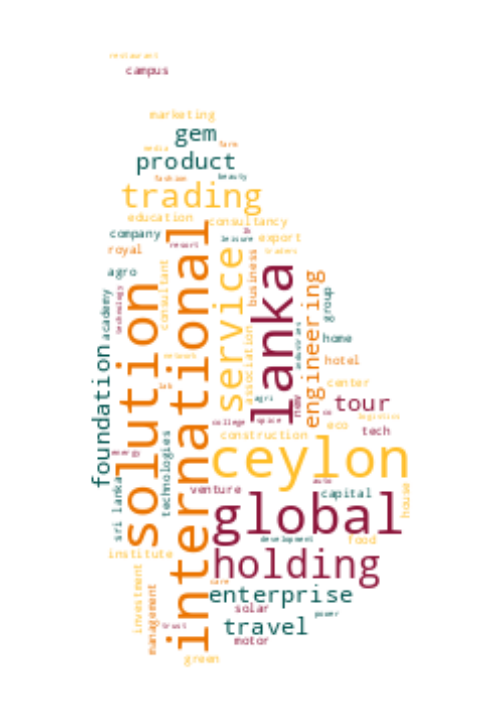 restaurant
campus
marketing
gem
farm
media
product
fashion
beauty
trading
education
consultancy
company
lk
leisure
export
royal
resort
traders
agro
international
service
business
lanka
consultant
solution
engineering
group
academy
technology
association
industries
home
foundation
network
hotel
lab
center
agri
new
tour
college
spice
eco
logistics
tech
construction
technologies
ceylon
sri lanka
venture
auto
capital
house
global
development
food
institute
holding
investment
management
care
enterprise
solar
power
trust
travel
motor
green